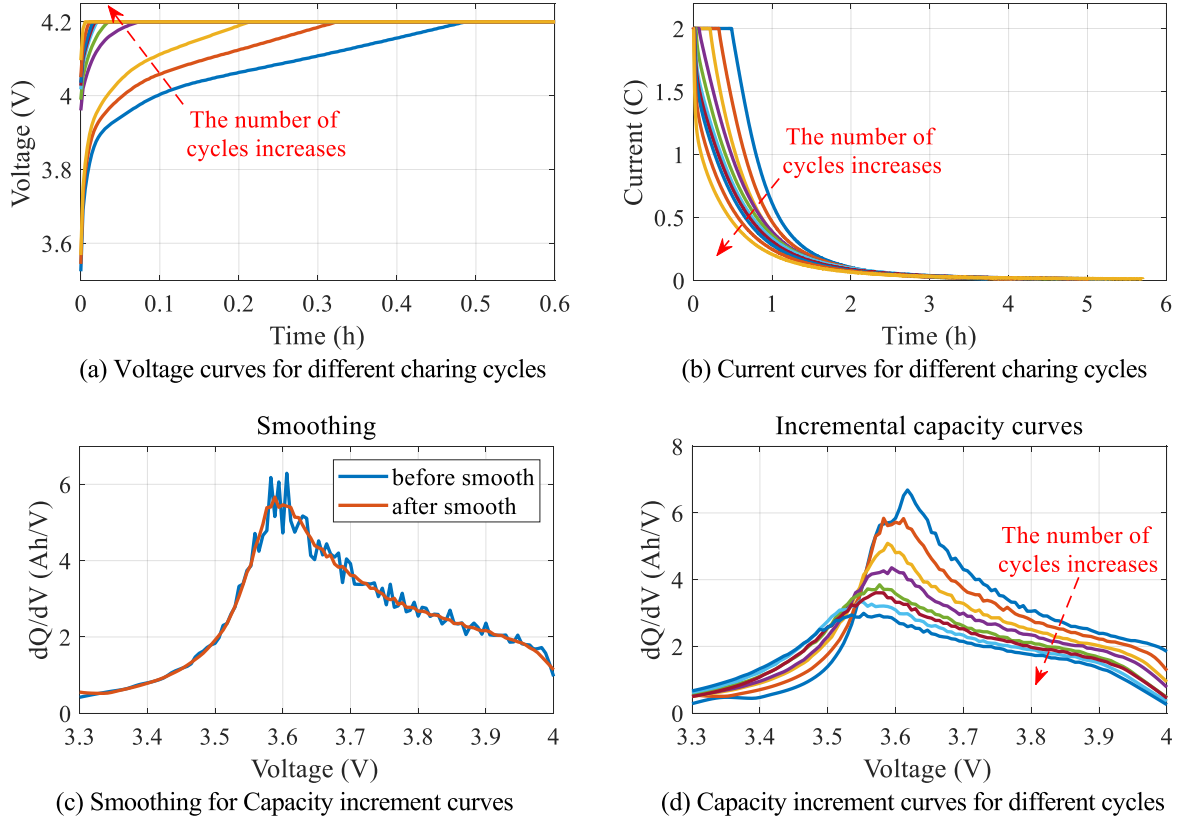 4.2
4
3.8
3.6
Voltage (V)
The number of
cycles increases
0
0.1
0.2
0.3
0.4
0.5
0.6
Time (h)
(a) Voltage curves for different charing cycles
2
1.5
1
0.5
0
Current (C)
The number of
cycles increases
0
1
2
3
4
5
6
Time (h)
(b) Current curves for different charing cycles
Smoothing
before smooth
after smooth
6
4
2
0
dQ/dV (Ah/V)
3.3
3.4
3.5
3.6
3.7
3.8
3.9
4
Voltage (V)
(c) Smoothing for Capacity increment curves
Incremental capacity curves
8
6
4
2
0
dQ/dV (Ah/V)
The number of
cycles increases
3.3
3.4
3.5
3.6
3.7
3.8
3.9
4
Voltage (V)
(d) Capacity increment curves for different cycles